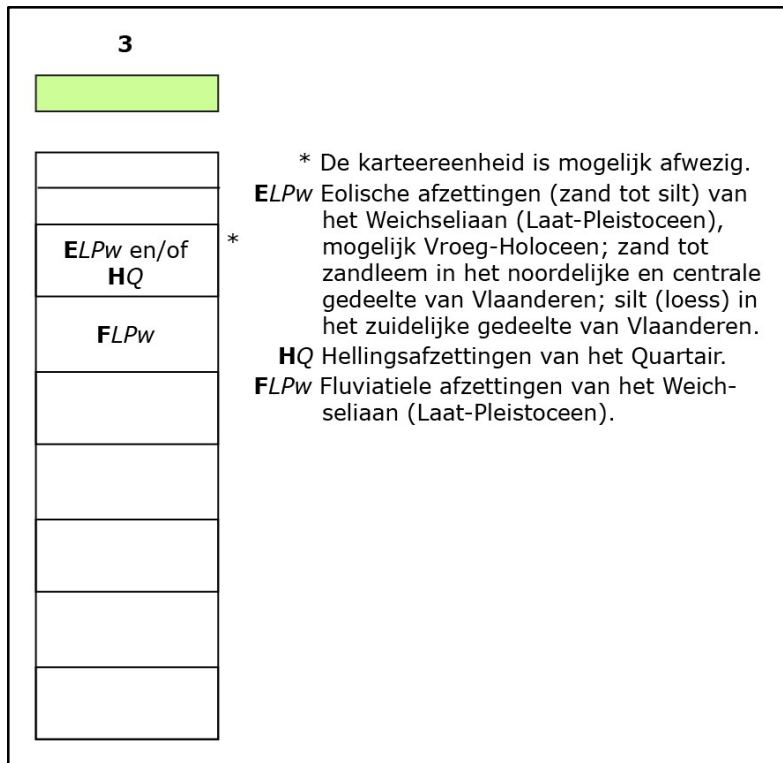 3
ELPw en/of
HQ
*
FLPw
* De karteereenheid is mogelijk afwezig.
ELPw Eolische afzettingen (zand tot silt) van
het Weichseliaan (Laat-Pleistoceen),
mogelijk Vroeg-Holoceen; zand tot
zandleem in het noordelijke en centrale
gedeelte van Vlaanderen; silt (loess) in
het zuidelijke gedeelte van Vlaanderen.
HQ Hellingsafzettingen van het Quartair.
FLPw Fluviatiele afzettingen van het Weich-
seliaan (Laat-Pleistoceen).